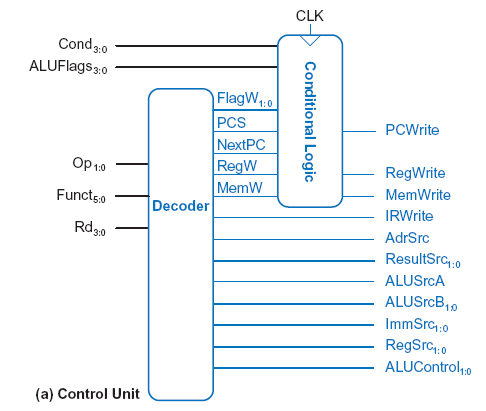 CLK
Cond3:0
ALUFlags3:0
Conditional Logic
FlagW1:0
PCS
NextPC
RegW
MemW
PCWrite
RegWrite
MemWrite
Op1:0
Funct5:0
Rd3:0
Decoder
IRWrite
AdrSrc
ResultSrc1:0
ALUSrcA
ALUSrcB1:0
ImmSrc1:0
RegSrc1:0
ALUControl1:0
(a) Control Unit